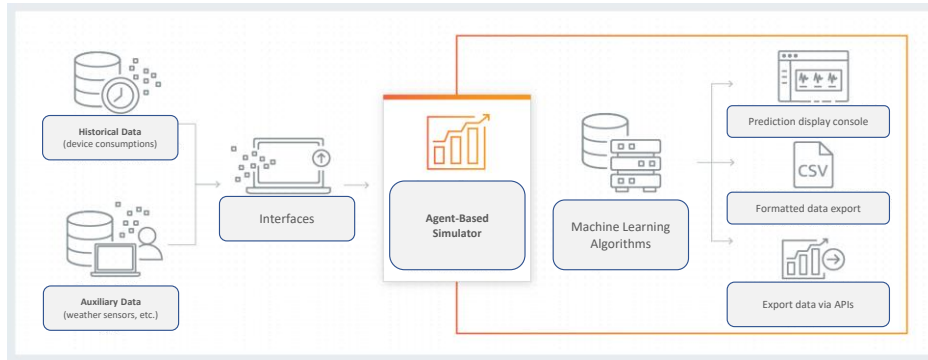 Historical Data
(device consumptions)
Auxiliary Data
(weather sensors, etc.)
Interfaces
Agent-Based
Simulator
Machine Learning
Algorithms
Prediction display console
CSV
Formatted data export
Export data via APIs